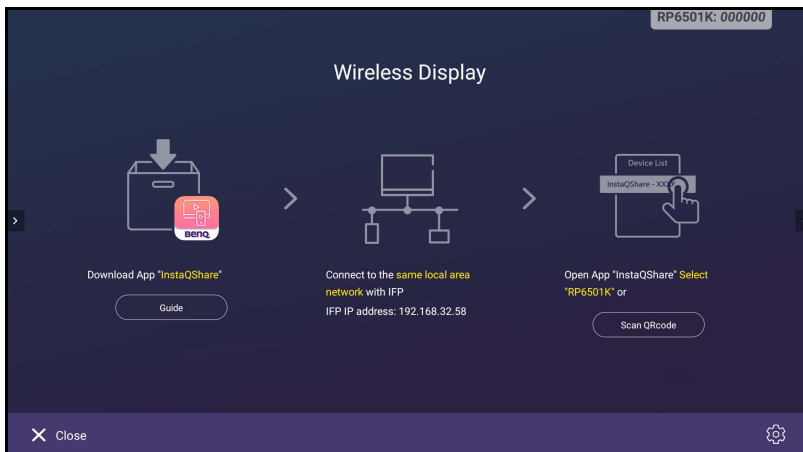 RP6501K: 000000
Wireless Display
BenQ
Device List
InstaQShare - XXX
Download App "InstaQShare"
Guide
Connect to the same local area
network with IFP
IFP IP address: 192.168.32.58
Open App "InstaQShare" Select
"RP6501K" or
Scan QRcode
Close